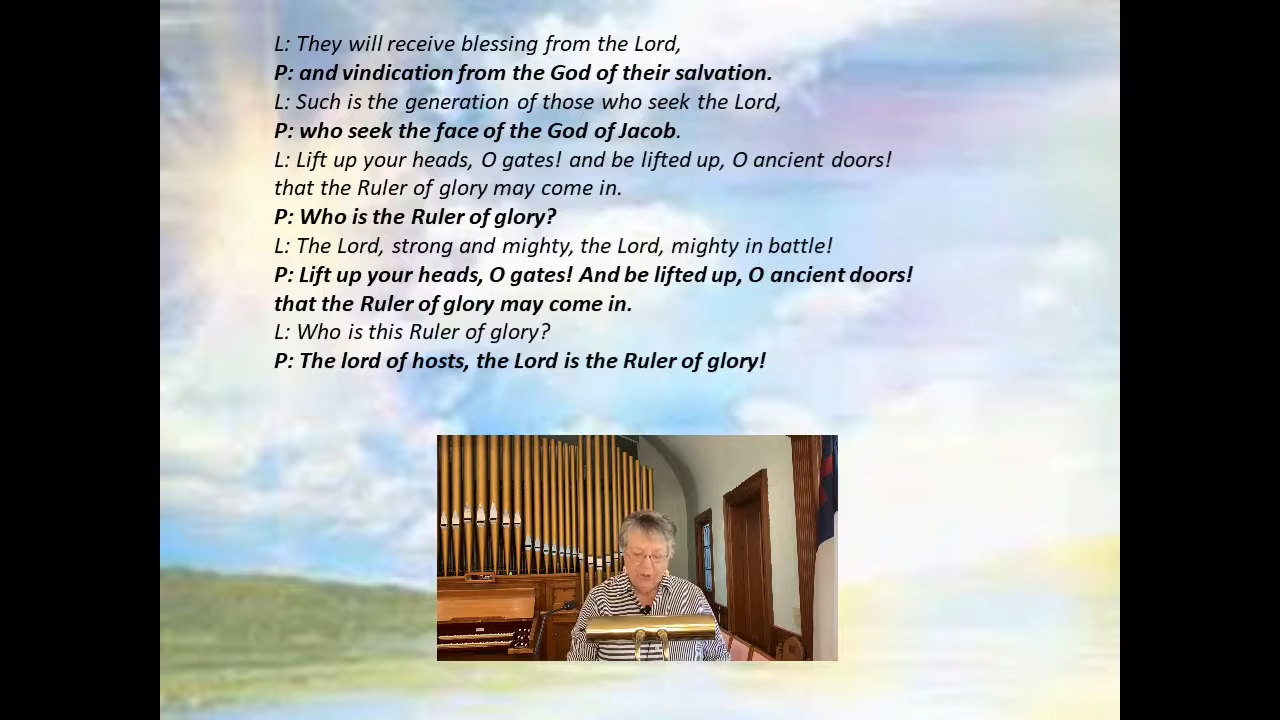 L: They will receive blessing from the Lord,
P: and vindication from the God of their salvation.
L: Such is the generation of those who seek the Lord,
P: who seek the face of the God of Jacob.
L: Lift up your heads, O gates! and be lifted up, O ancient doors!
that the Ruler of glory may come in.
P: Who is the Ruler of glory?
L: The Lord, strong and mighty, the Lord, mighty in battle!
P: Lift up your heads, O gates! And be lifted up, O ancient doors!
that the Ruler of glory may come in.
L: Who is this Ruler of glory?
P: The lord of hosts, the Lord is the Ruler of glory!